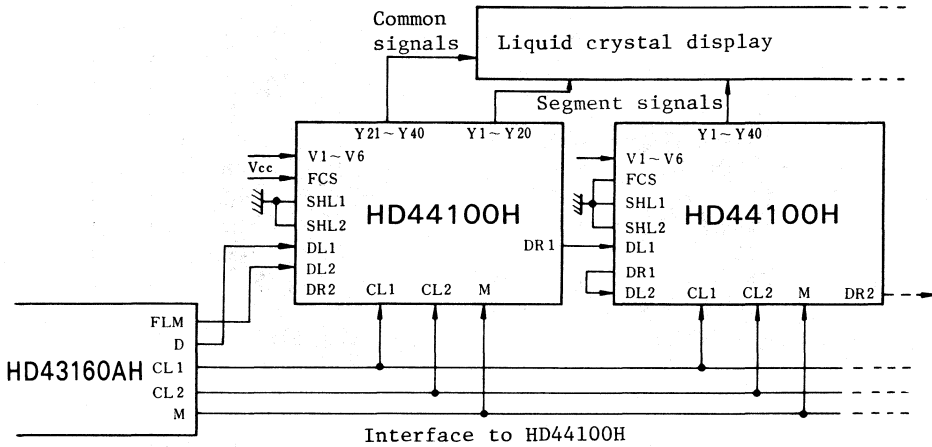 Common
signals
Liquid crystal display
Segment signals
Y21~Y40 Y1~Y20
V1~V6
Vcc
FCS
SHL1
SHL2
DL1
DL2
DR2 CL1 CL2 M
DR1
HD44100H
Y1~Y40
V1~V6
FCS
SHL1
SHL2
DL1
DR1
DL2
CL1 CL2 M DR2
HD44100H
HD43160AH
FLM
D
CL1
CL2
M
Interface to HD44100H